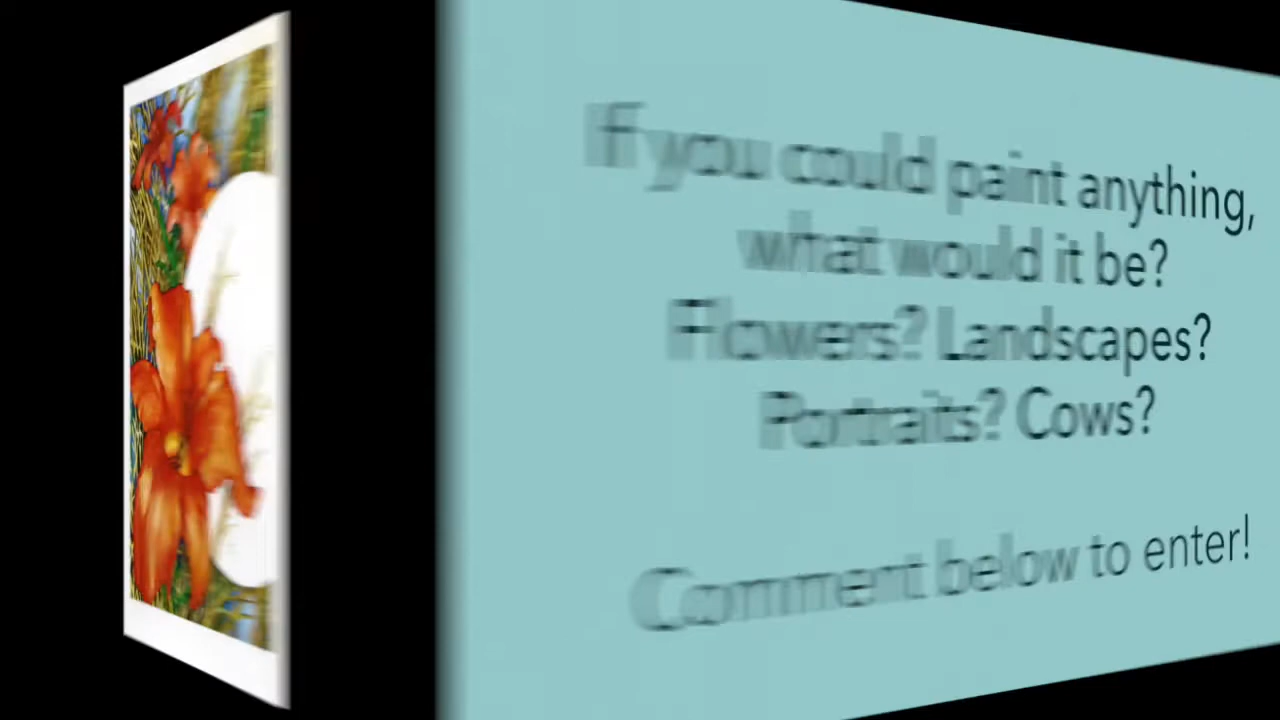 If you could paint anything,
what would it be?
Flowers? Landscapes?
Portraits? Cows?
Comment below to enter!